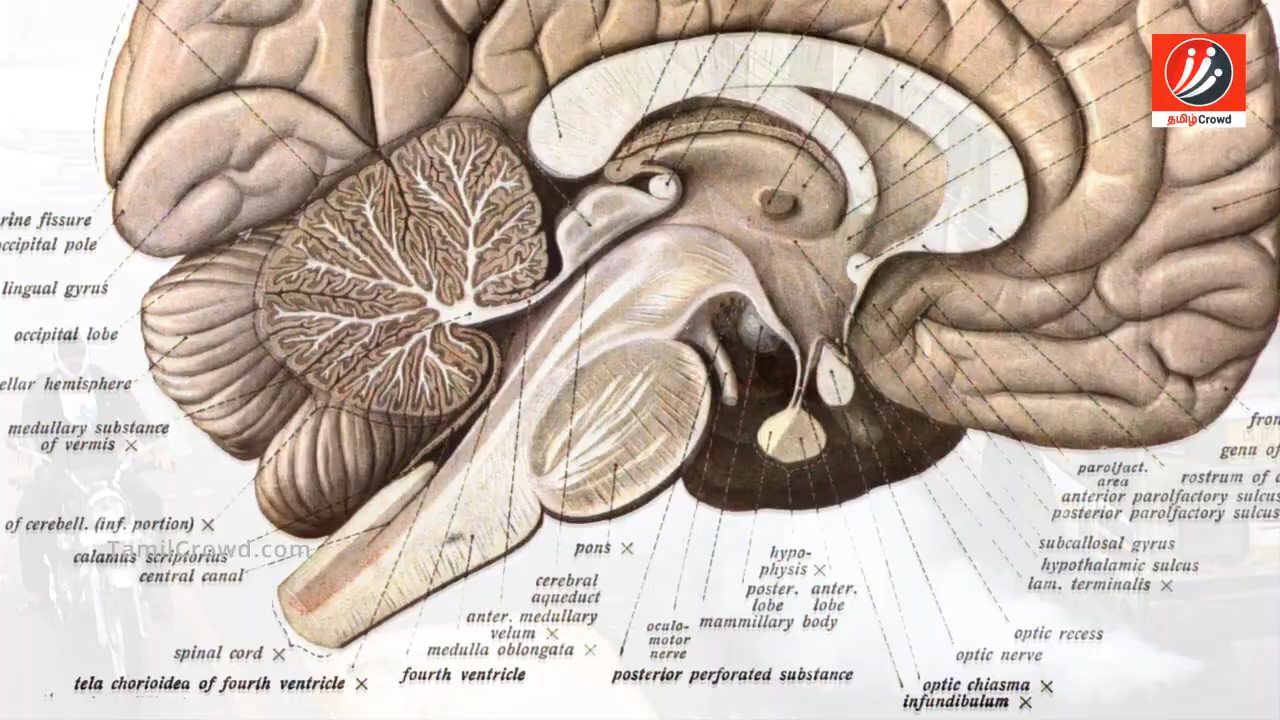 தமிழ்Crowd
rine fissure
occipital pole
lingual gyrus
occipital lobe
ellar hemisphere
medullary substance
of vermis ×
of cerebell. (inf. portion) ×
TamilCrowd.com
calamus scriptorius
central canal
spinal cord ×
tela chorioidea of fourth ventricle ×
fourth ventricle
medulla oblongata ×
anter. medullary
velum ×
cerebral
aqueduct
pons ×
oculo-
motor
nerve
posterior perforated substance
mammillary body
hypo-
physis ×
poster. anter.
lobe lobe
optic chiasma ×
infundibulum ×
optic nerve
optic recess
lam. terminalis ×
hypothalamic sulcus
subcallosal gyrus
posterior parolfactory sulcus
anterior parolfactory sulcus
parolfact.
area
rostrum of
genu of
fron